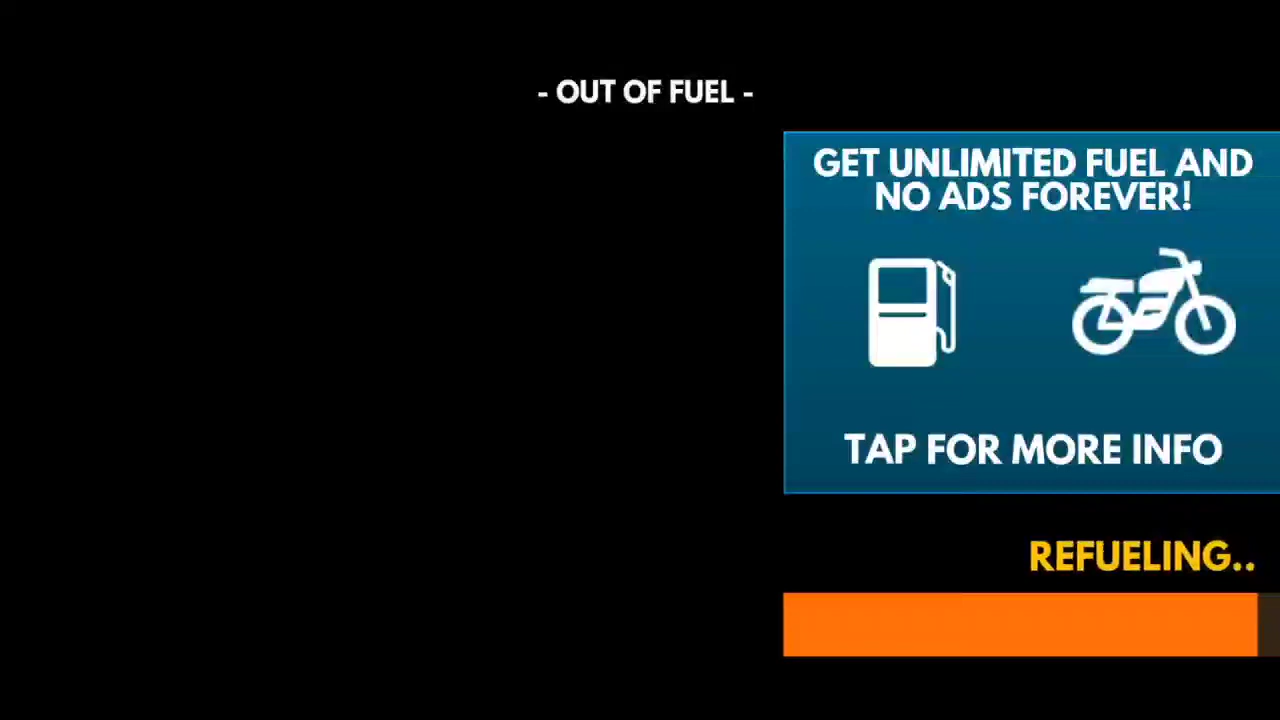 - OUT OF FUEL -
GET UNLIMITED FUEL AND
NO ADS FOREVER!
TAP FOR MORE INFO
REFUELING..